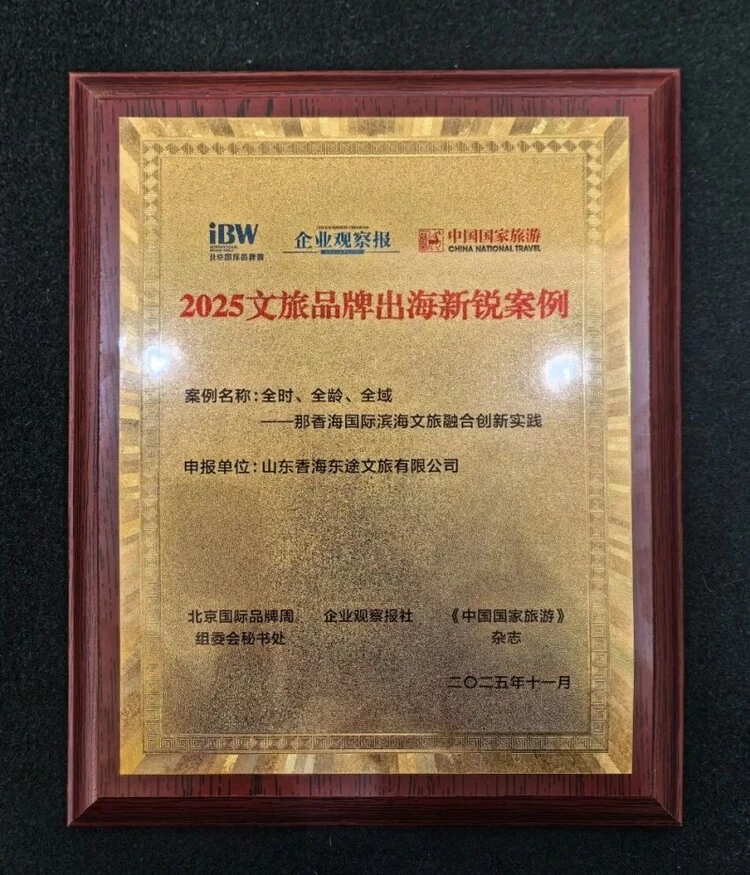 iBW
北京国际品牌周
企业观察报
中国国家旅游
CHINA NATIONAL TRAVEL
2025文旅品牌出海新锐案例
案例名称：全时、全龄、全域
——那香海国际滨海文旅融合创新实践
申报单位：山东香海东途文旅有限公司
北京国际品牌周 企业观察报社 《中国国家旅游》
组委会秘书处 杂志
二〇二五年十一月